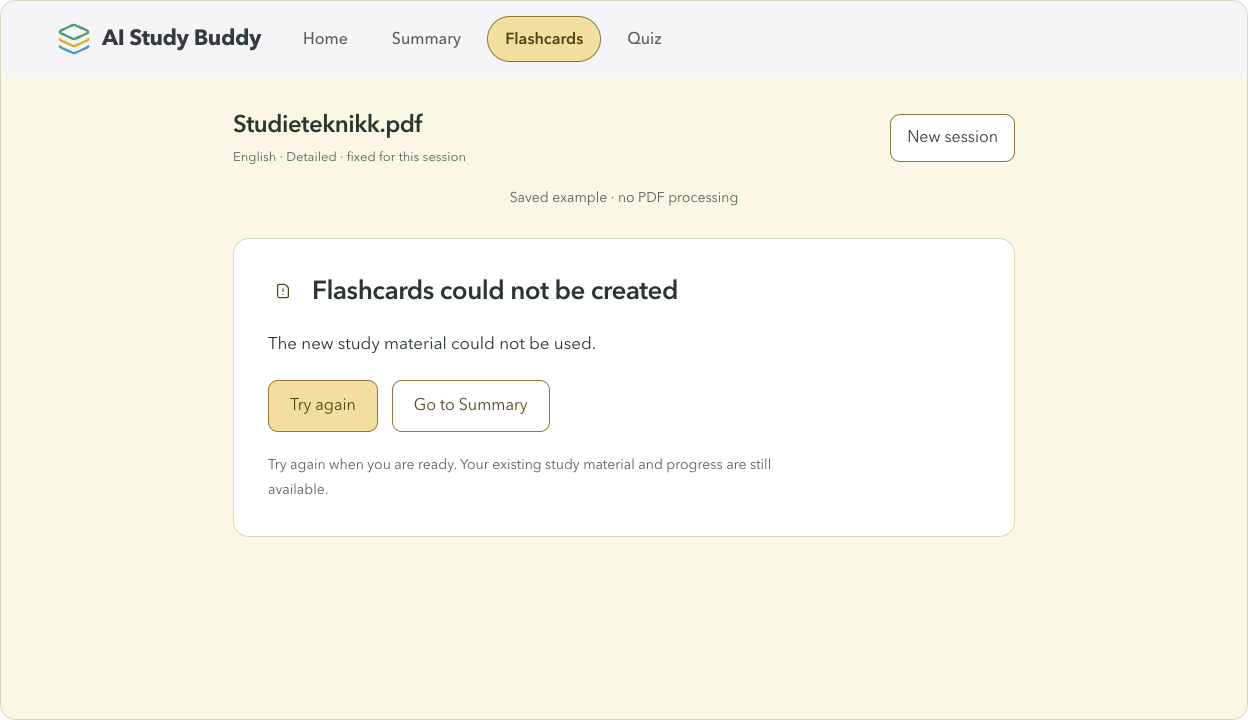 AI Study Buddy
Home
Summary
Flashcards
Quiz
Studieteknikk.pdf
English · Detailed · fixed for this session
New session
Saved example · no PDF processing
Flashcards could not be created
The new study material could not be used.
Try again
Go to Summary
Try again when you are ready. Your existing study material and progress are still
available.